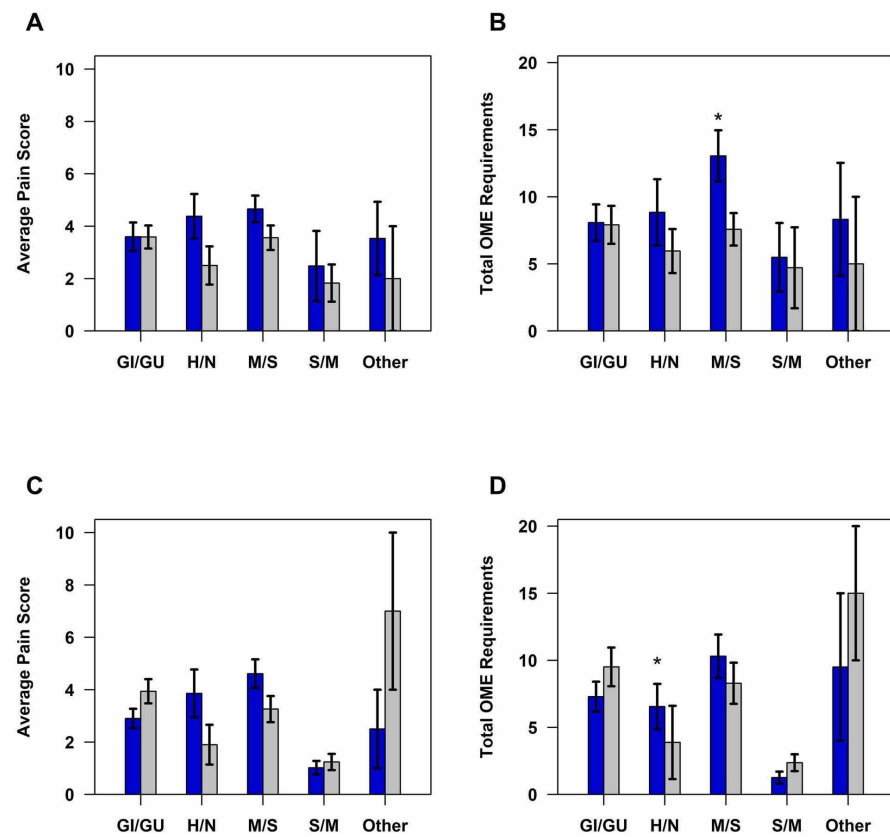 A
Average Pain Score
10
8
6
4
2
0
GI/GU H/N M/S S/M Other
B
Total OME Requirements
20
15
10
5
0
*
GI/GU H/N M/S S/M Other
C
Average Pain Score
10
8
6
4
2
0
GI/GU H/N M/S S/M Other
D
Total OME Requirements
20
15
10
5
0
*
GI/GU H/N M/S S/M Other